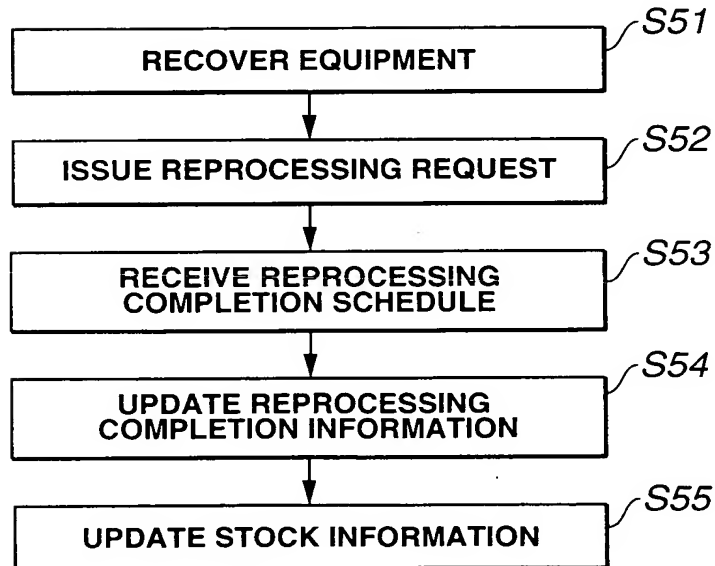 S51
RECOVER EQUIPMENT
S52
ISSUE REPROCESSING REQUEST
S53
RECEIVE REPROCESSING
COMPLETION SCHEDULE
S54
UPDATE REPROCESSING
COMPLETION INFORMATION
S55
UPDATE STOCK INFORMATION